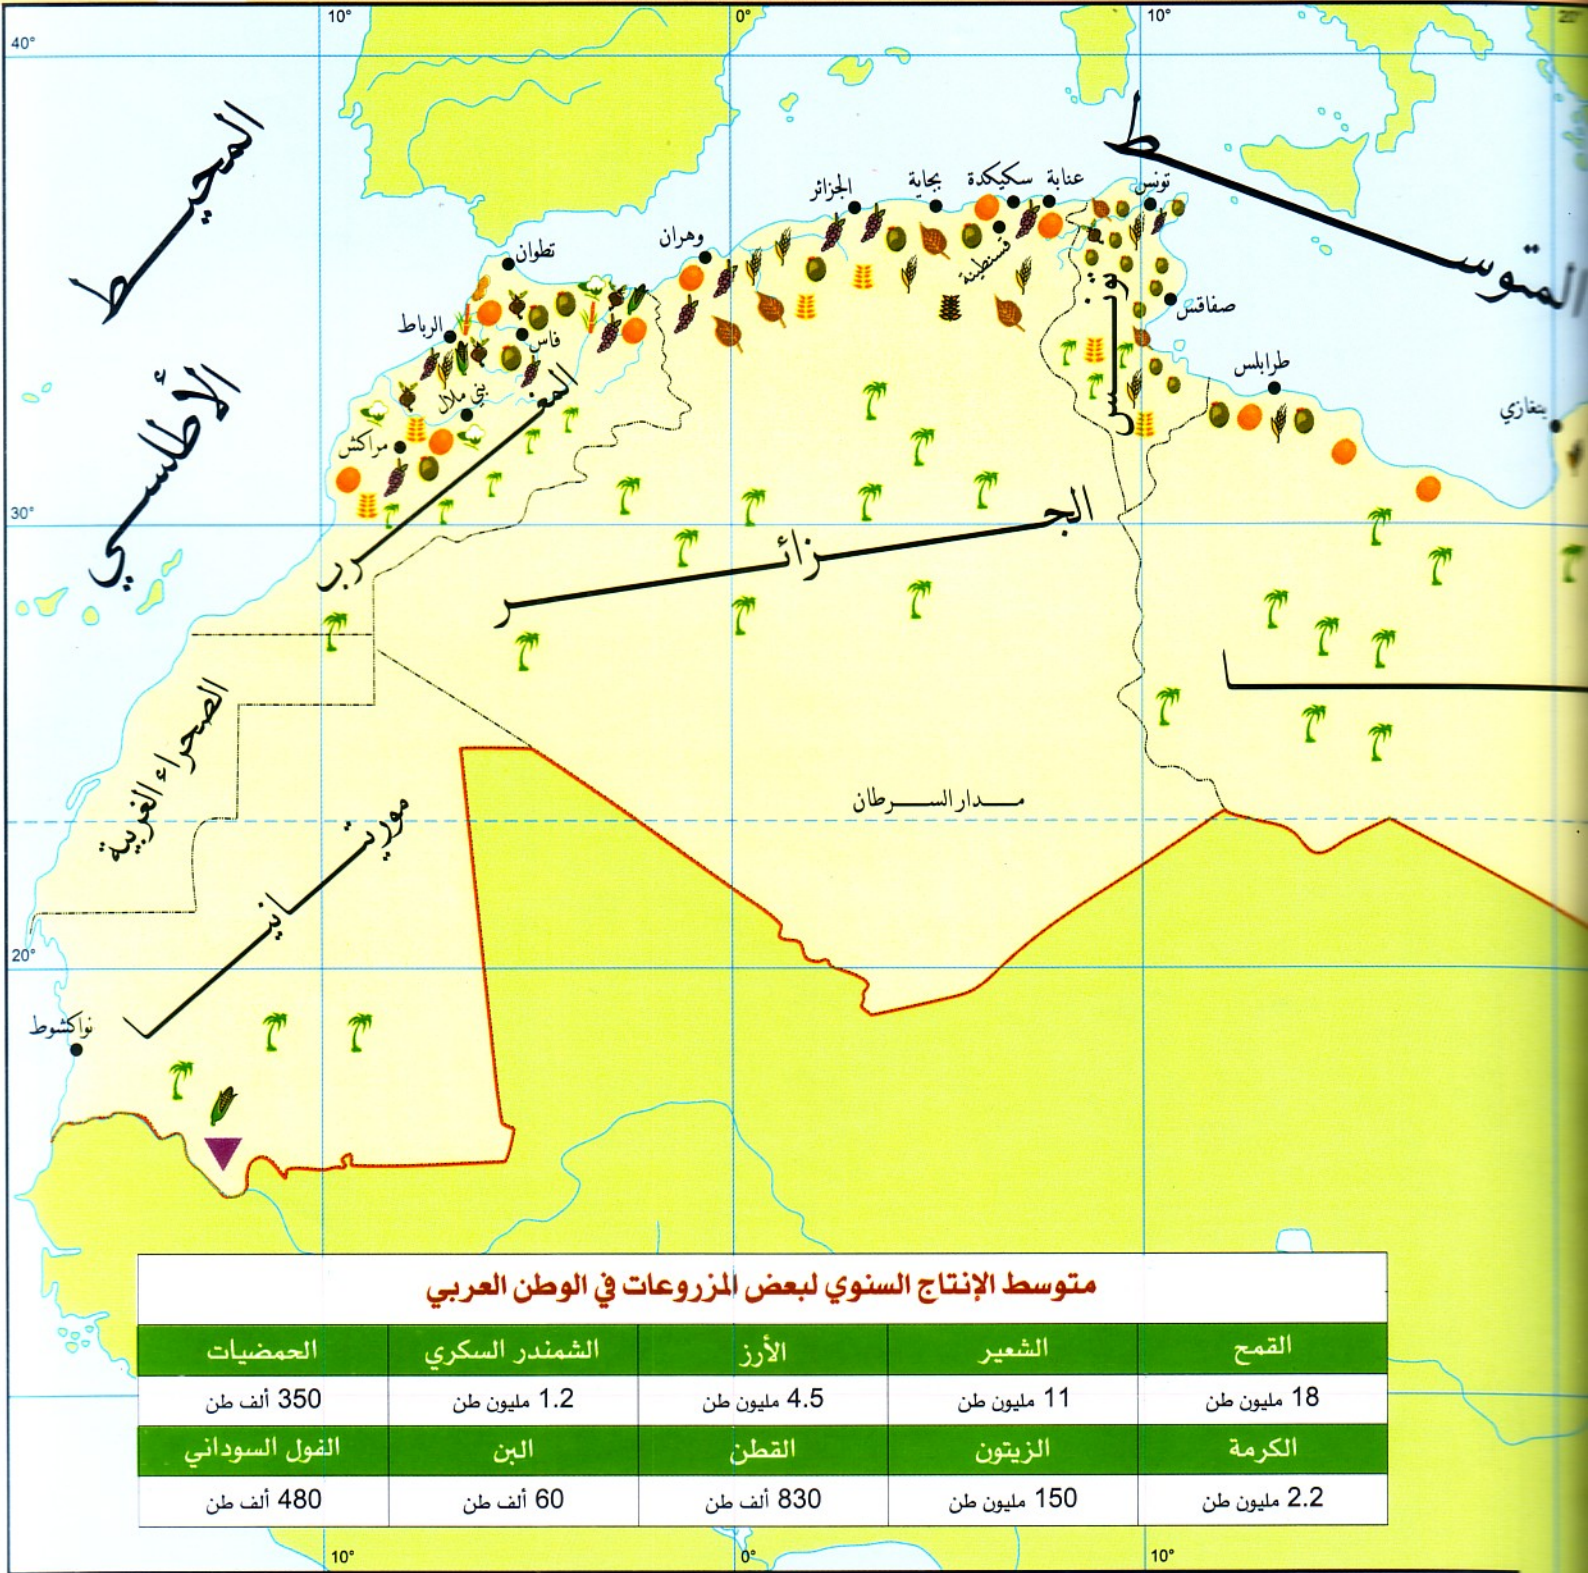 10° 0° 10° 20°
40°
المحيط
الأطلسي
المتوسط
تونس
عنابة
سكيكدة
بجاية
الجزائر
وهران
تطوان
قسنطينة
تونس
صفاقس
الرباط
فاس
طرابلس
بني ملال
بنغازي
مراكش
المغرب
30°
الجزائر
ا
الصحراء الغربية
مدار السرطان
موريتانيا
20°
نواكشوط
متوسط الإنتاج السنوي لبعض المزروعات في الوطن العربي
القمح الشعير الأرز الشمندر السكري الحمضيات
18 مليون طن 11 مليون طن 4.5 مليون طن 1.2 مليون طن 350 ألف طن
الكرمة الزيتون القطن البن الفول السوداني
2.2 مليون طن 150 مليون طن 830 ألف طن 60 ألف طن 480 ألف طن
10° 0° 10°